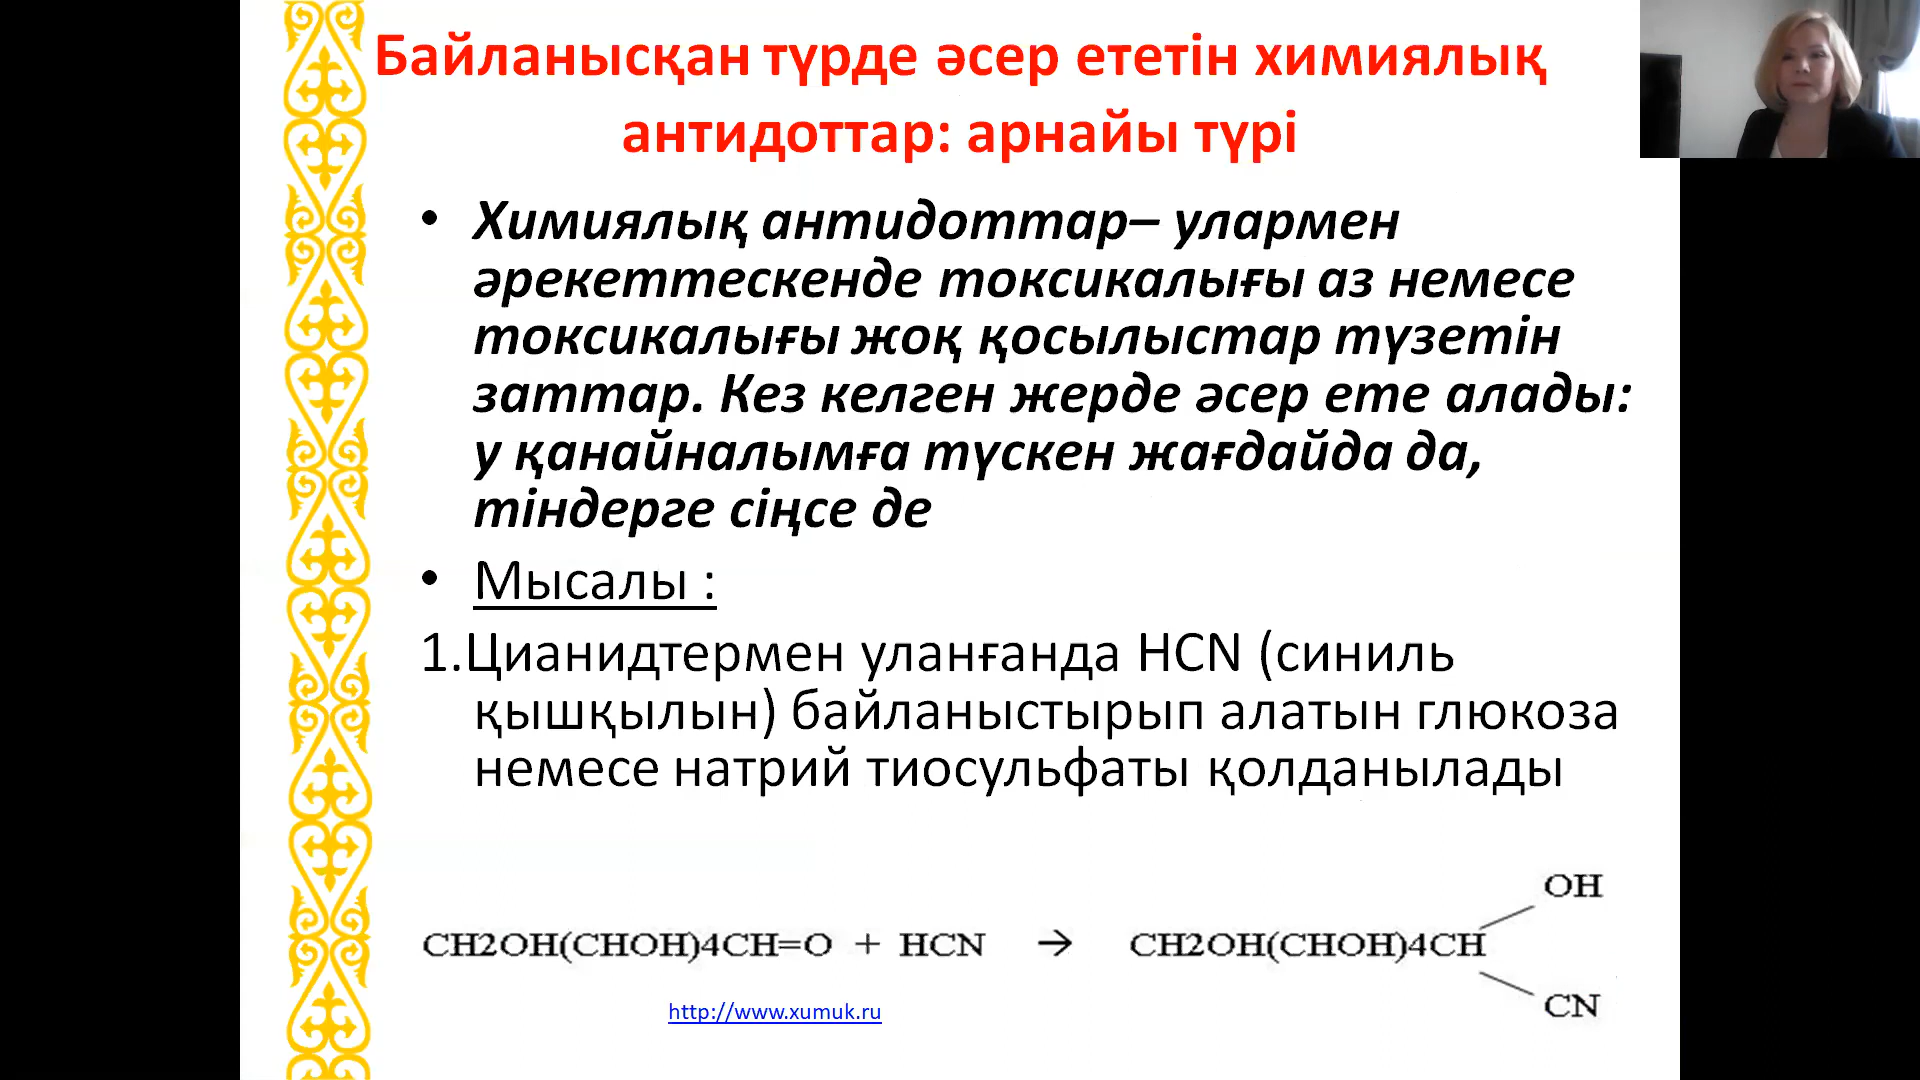 Байланысқан түрде әсер ететін химиялық
антидоттар: арнайы түрі
• Химиялық антидоттар– улармен
әрекеттескенде токсикалығы аз немесе
токсикалығы жоқ қосылыстар түзетін
заттар. Кез келген жерде әсер ете алады:
у қанайналымға түскен жағдайда да,
тіндерге сіңсе де
• Мысалы :
1.Цианидтермен уланғанда HCN (синиль
қышқылын) байланыстырып алатын глюкоза
немесе натрий тиосульфаты қолданылады
OH
CH2OH(CHOH)4CH=O + HCN → CH2OH(CHOH)4CH
CN
http://www.xumuk.ru